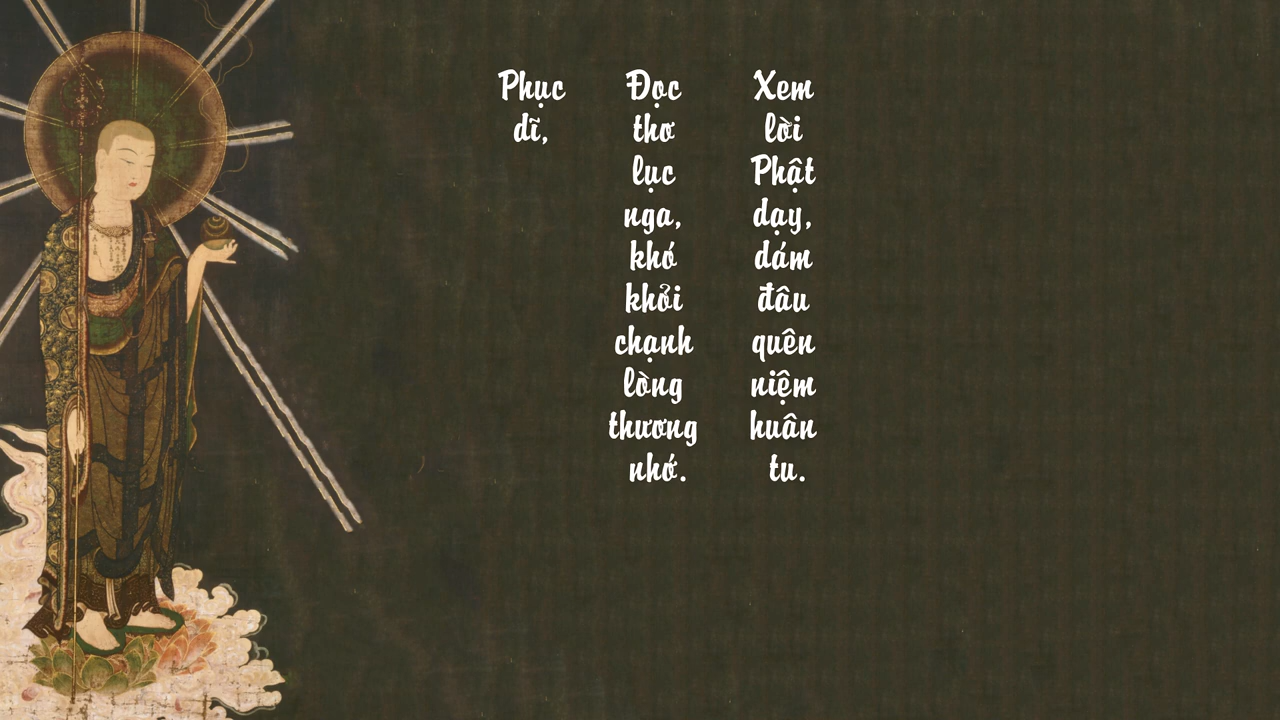 Phục dĩ,
Đọc thơ lục nga, khó khỏi chạnh lòng thương nhớ.
Xem lời Phật dạy, dám đâu quên niệm huân tu.